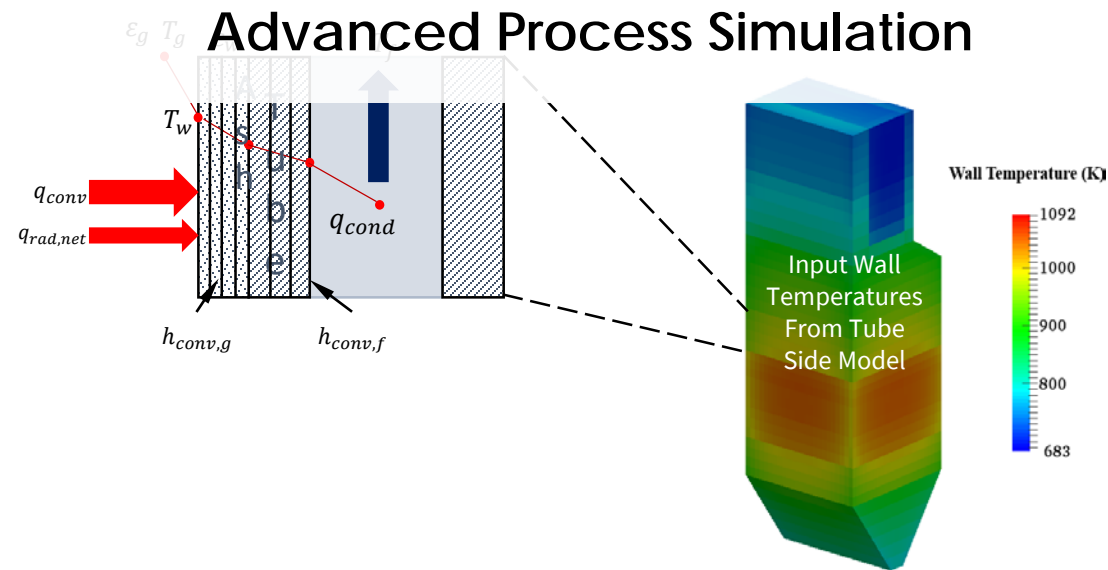 Advanced Process Simulation
ε_g T_g
T_w
Ash
Tube
q_conv
q_rad,net
q_cond
h_conv,g
h_conv,f
Wall Temperature (K)
1092
1000
900
800
683
Input Wall
Temperatures
From Tube
Side Model